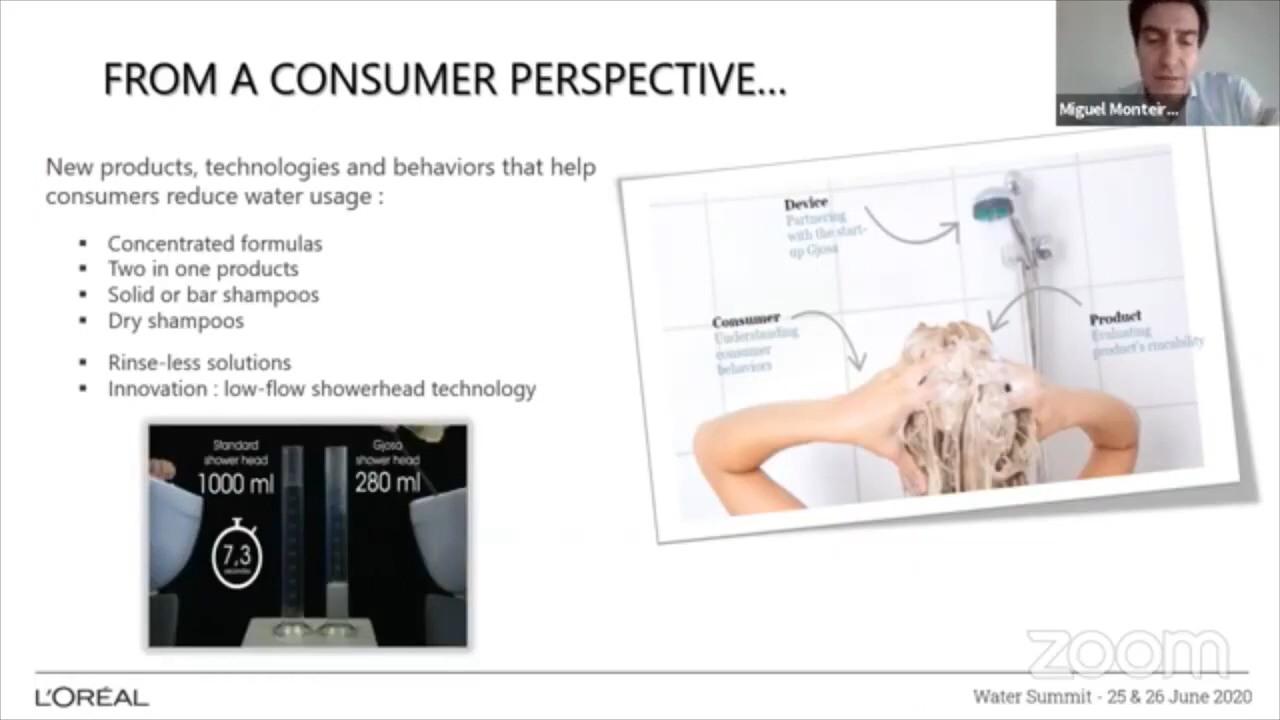 FROM A CONSUMER PERSPECTIVE...
Miguel Monteir...
New products, technologies and behaviors that help
consumers reduce water usage :
▪ Concentrated formulas
▪ Two in one products
▪ Solid or bar shampoos
▪ Dry shampoos
▪ Rinse-less solutions
▪ Innovation : low-flow showerhead technology
Device
Partnering
with the start-
up Gjosa
Consumer
Understanding
consumer
behaviors
Product
Evaluating
product's rinceability
Standard
shower head
1000 ml
Gjosa
shower head
280 ml
7,3
secondes
zoom
L'ORÉAL
Water Summit - 25 & 26 June 2020